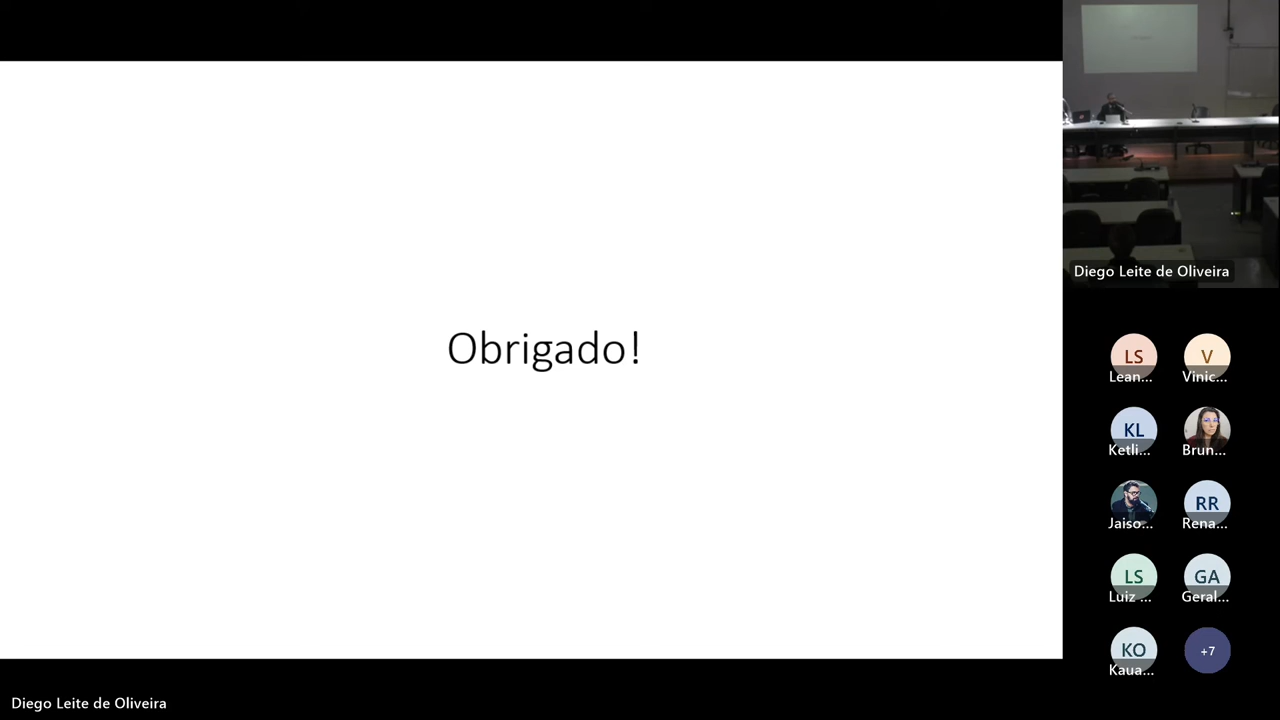 Obrigado!
Diego Leite de Oliveira
LS
Lean...
V
Vinic...
KL
Ketli...
Brun...
Jaiso...
RR
Rena...
LS
Luiz ...
GA
Geral...
KO
Kaua...
+7
Diego Leite de Oliveira